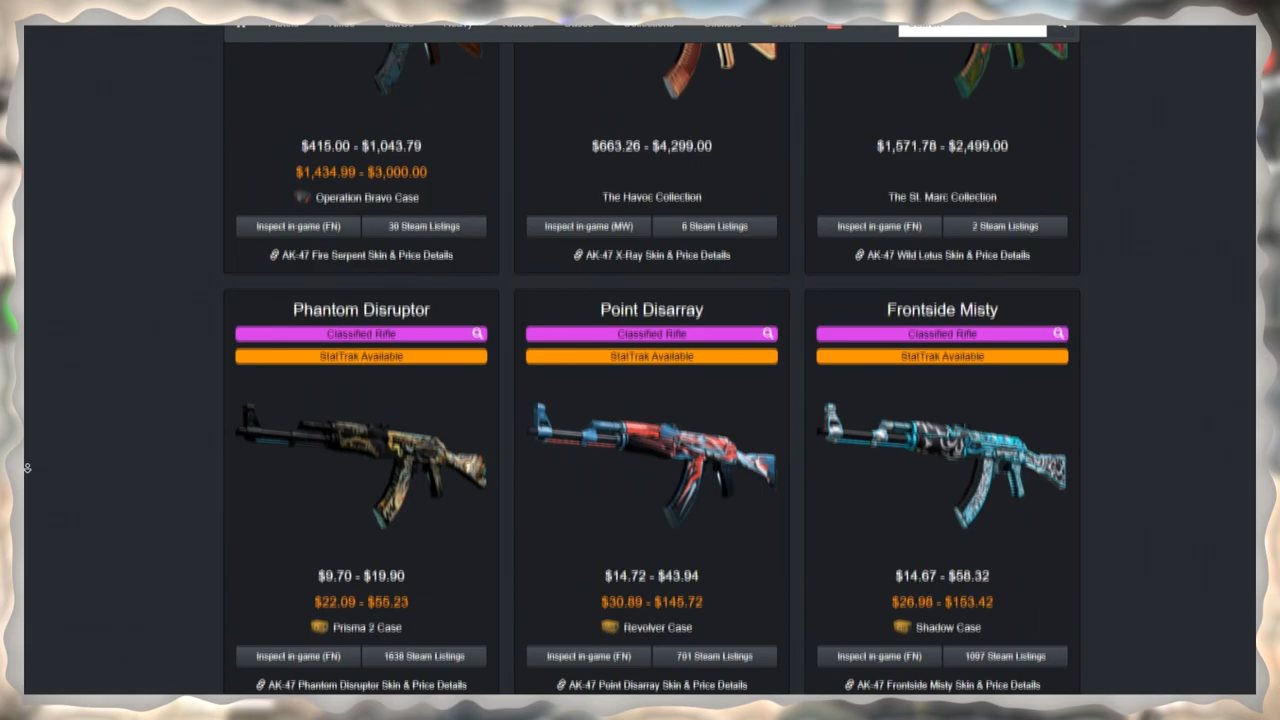 $415.00 - $1,043.79
$1,434.99 - $3,000.00
Operation Bravo Case
Inspect in-game (FN)
30 Steam Listings
AK-47 Fire Serpent Skin & Price Details
$663.26 - $4,299.00
The Havoc Collection
Inspect in-game (MW)
6 Steam Listings
AK-47 X-Ray Skin & Price Details
$1,571.78 - $2,499.00
The St. Marc Collection
Inspect in-game (FN)
2 Steam Listings
AK-47 Wild Lotus Skin & Price Details
Phantom Disruptor
Classified Rifle
StatTrak Available
$9.70 - $19.90
$22.09 - $55.23
Prisma 2 Case
Inspect in-game (FN)
1638 Steam Listings
AK-47 Phantom Disruptor Skin & Price Details
Point Disarray
Classified Rifle
StatTrak Available
$14.72 - $43.94
$30.89 - $145.72
Revolver Case
Inspect in-game (FN)
701 Steam Listings
AK-47 Point Disarray Skin & Price Details
Frontside Misty
Classified Rifle
StatTrak Available
$14.67 - $58.32
$26.98 - $153.42
Shadow Case
Inspect in-game (FN)
1097 Steam Listings
AK-47 Frontside Misty Skin & Price Details